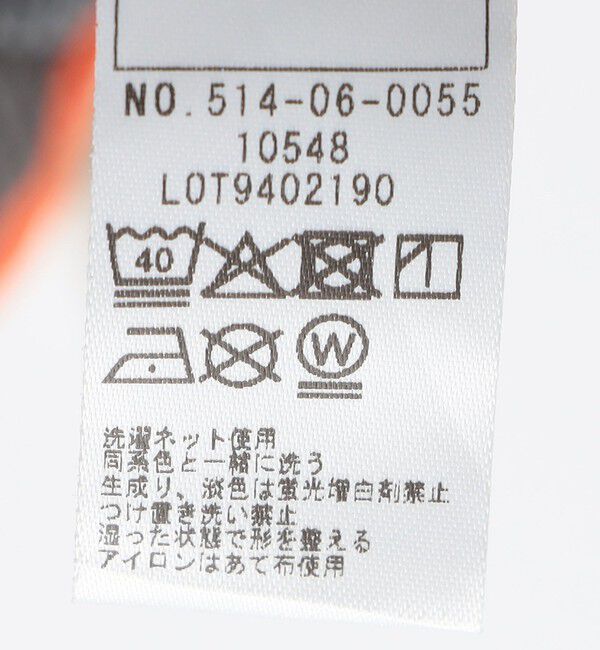 NO. 514-06-0055
10548
LOT9402190
40
W
洗濯ネット使用
同系色と一緒に洗う
生成り、淡色は蛍光増白剤禁止
つけ置き洗い禁止
湿った状態で形を整える
アイロンはあて布使用